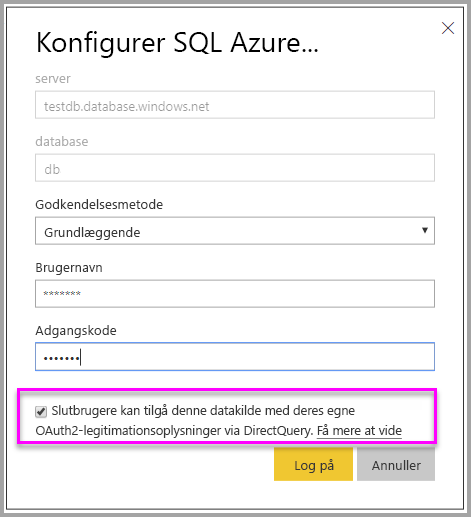 Konfigurer SQL Azure...
server
testdb.database.windows.net
database
db
Godkendelsesmetode
Grundlæggende
Brugernavn
*******
Adgangskode
•••••••
Slutbrugere kan tilgå denne datakilde med deres egne
OAuth2-legitimationsoplysninger via DirectQuery. Få mere at vide
Log på Annuller